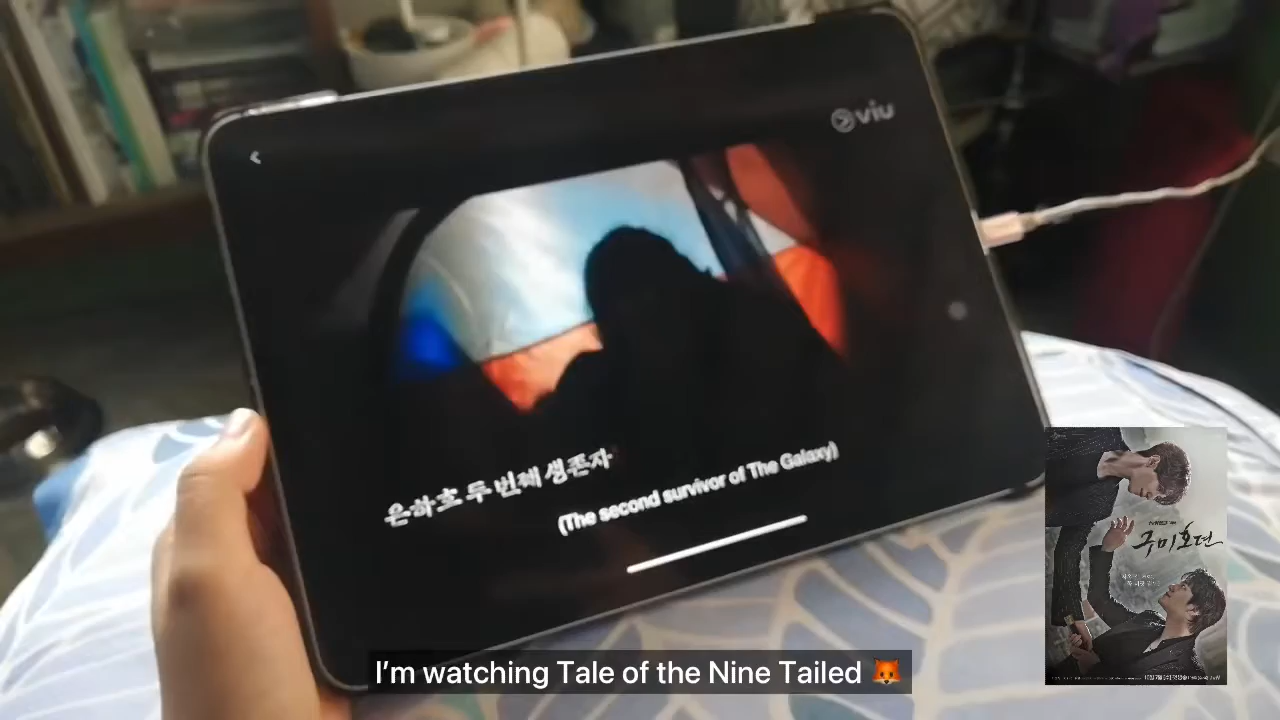 viu
은하호 두 번째 생존자
(The second survivor of The Galaxy)
구미호뎐
I'm watching Tale of the Nine Tailed 🦊